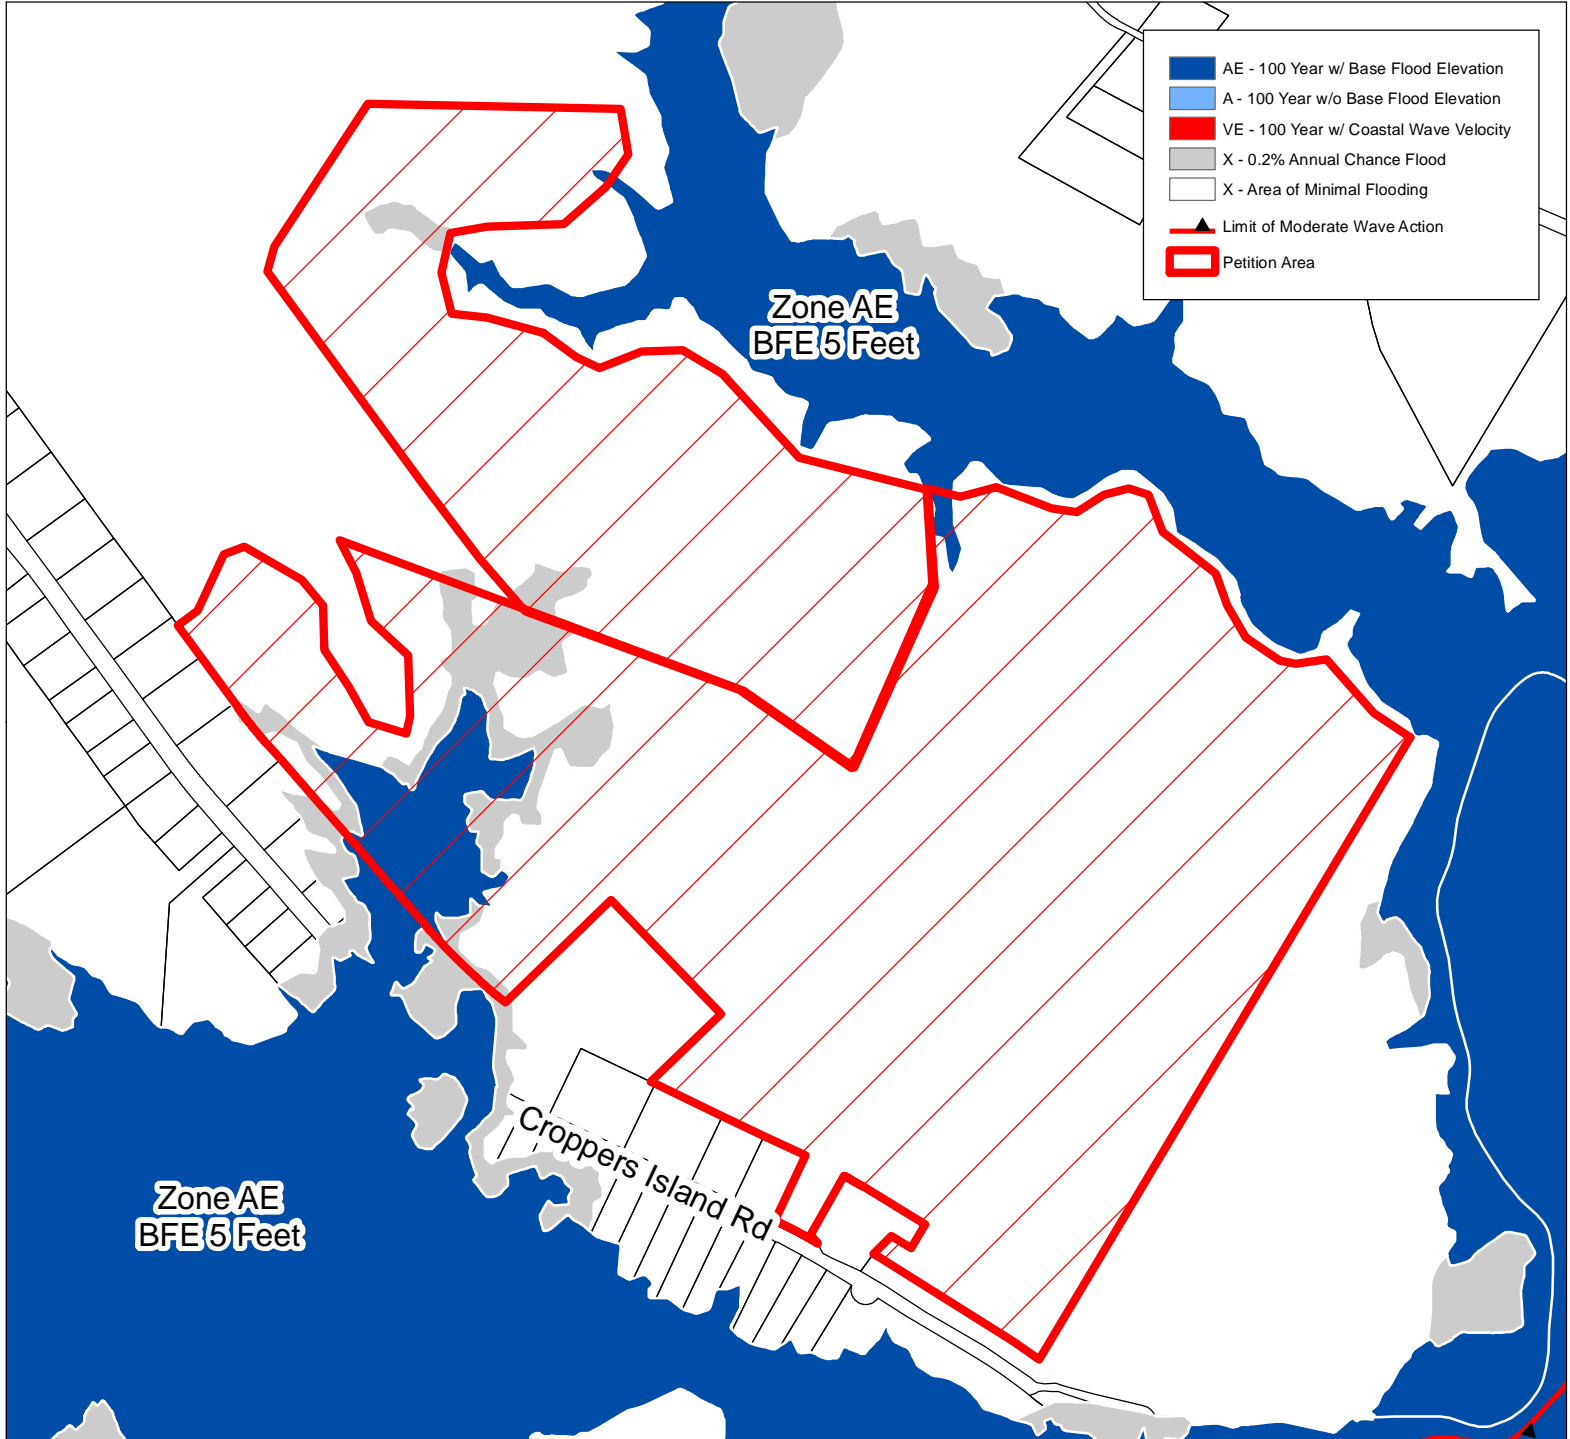 AE - 100 Year w/ Base Flood Elevation
A - 100 Year w/o Base Flood Elevation
VE - 100 Year w/ Coastal Wave Velocity
X - 0.2% Annual Chance Flood
X - Area of Minimal Flooding
Limit of Moderate Wave Action
Petition Area
Zone AE
BFE 5 Feet
Croppers Island Rd
Zone AE
BFE 5 Feet